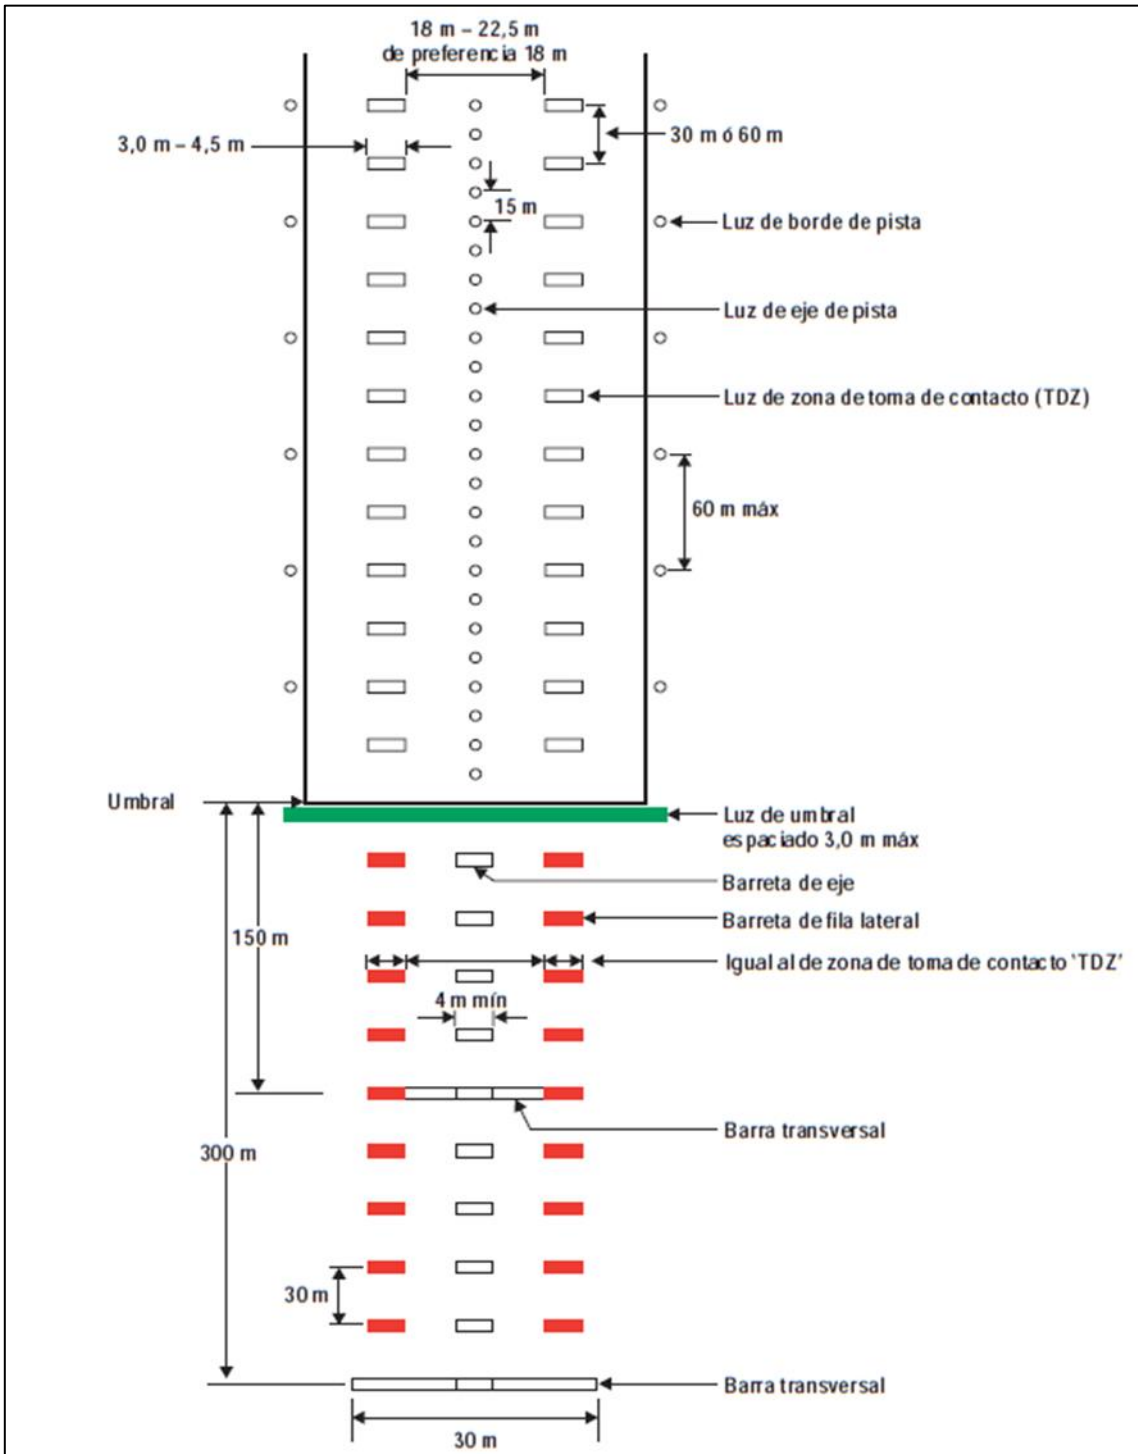 18 m – 22,5 m
de preferencia 18 m
3,0 m – 4,5 m
30 m ó 60 m
15 m
Luz de borde de pista
Luz de eje de pista
Luz de zona de toma de contacto (TDZ)
60 m máx
Umbral
Luz de umbral
espaciado 3,0 m máx
Barreta de eje
Barreta de fila lateral
150 m
Igual al de zona de toma de contacto 'TDZ'
4 m mín
Barra transversal
300 m
30 m
Barra transversal
30 m